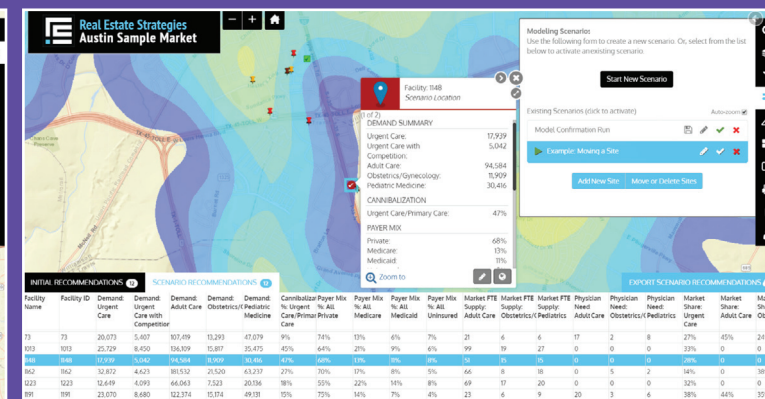 Real Estate Strategies
Austin Sample Market
Modeling Scenarios
Use the following form to create a new scenario. Or, select from the list
below to activate an existing scenario.
Start New Scenario
Existing Scenarios (click to activate)
Auto-zoom
Model Confirmation Run
Example: Moving a Site
Add New Site
Move or Delete Sites
Facility: 1148
Scenario Location
(1 of 2)
DEMAND SUMMARY
Urgent Care: 17,939
Urgent Care with 5,042
Competition:
Adult Care: 94,584
Obstetrics/Gynecology: 11,909
Pediatric Medicine: 30,416
CANNIBALIZATION
Urgent Care/Primary Care: 47%
PAYER MIX
Private: 68%
Medicare: 13%
Medicaid: 11%
Zoom to
INITIAL RECOMMENDATIONS 12
SCENARIO RECOMMENDATIONS 12
EXPORT SCENARIO RECOMMENDATIONS
Facility Facility ID Demand: Demand: Demand: Demand: Demand: Cannibalizat Payer Mix Payer Mix Payer Mix Payer Mix Market FTE Market FTE Market FTE Physician Physician Physician Market Market
Name Urgent Urgent Adult Care Obstetrics/ Pediatric %: Urgent %: All %: All %: All %: All Supply: Supply: Supply: Need: Need: Need: Share: Share:
Care Care with Medicine Care/Primar Private Medicare Medicaid Uninsured Adult Care Obstetrics/ Pediatric Adult Care Obstetrics/ Pediatric Urgent Adult Care
Competition Medicine Medicine Care
73 73 20,073 5,407 107,419 13,293 47,079 9% 74% 13% 6% 7% 21 6 6 17 2 8 27% 45%
1013 1013 25,729 8,450 136,109 15,817 35,475 45% 64% 21% 9% 6% 99 19 27 0 0 0 33% 0
1148 1148 17,939 5,042 94,584 11,909 30,416 47% 68% 13% 11% 8% 51 15 15 0 0 0 28% 0
1162 1162 32,872 4,623 181,532 21,520 63,237 27% 70% 17% 8% 5% 66 8 18 0 5 2 14% 0
1223 1223 12,649 4,093 66,063 7,523 20,136 18% 55% 22% 14% 8% 69 17 20 0 0 0 32% 0
1191 1191 23,070 8,680 122,374 15,174 49,131 15% 75% 14% 7% 4% 23 6 9 20 3 6 38% 44%